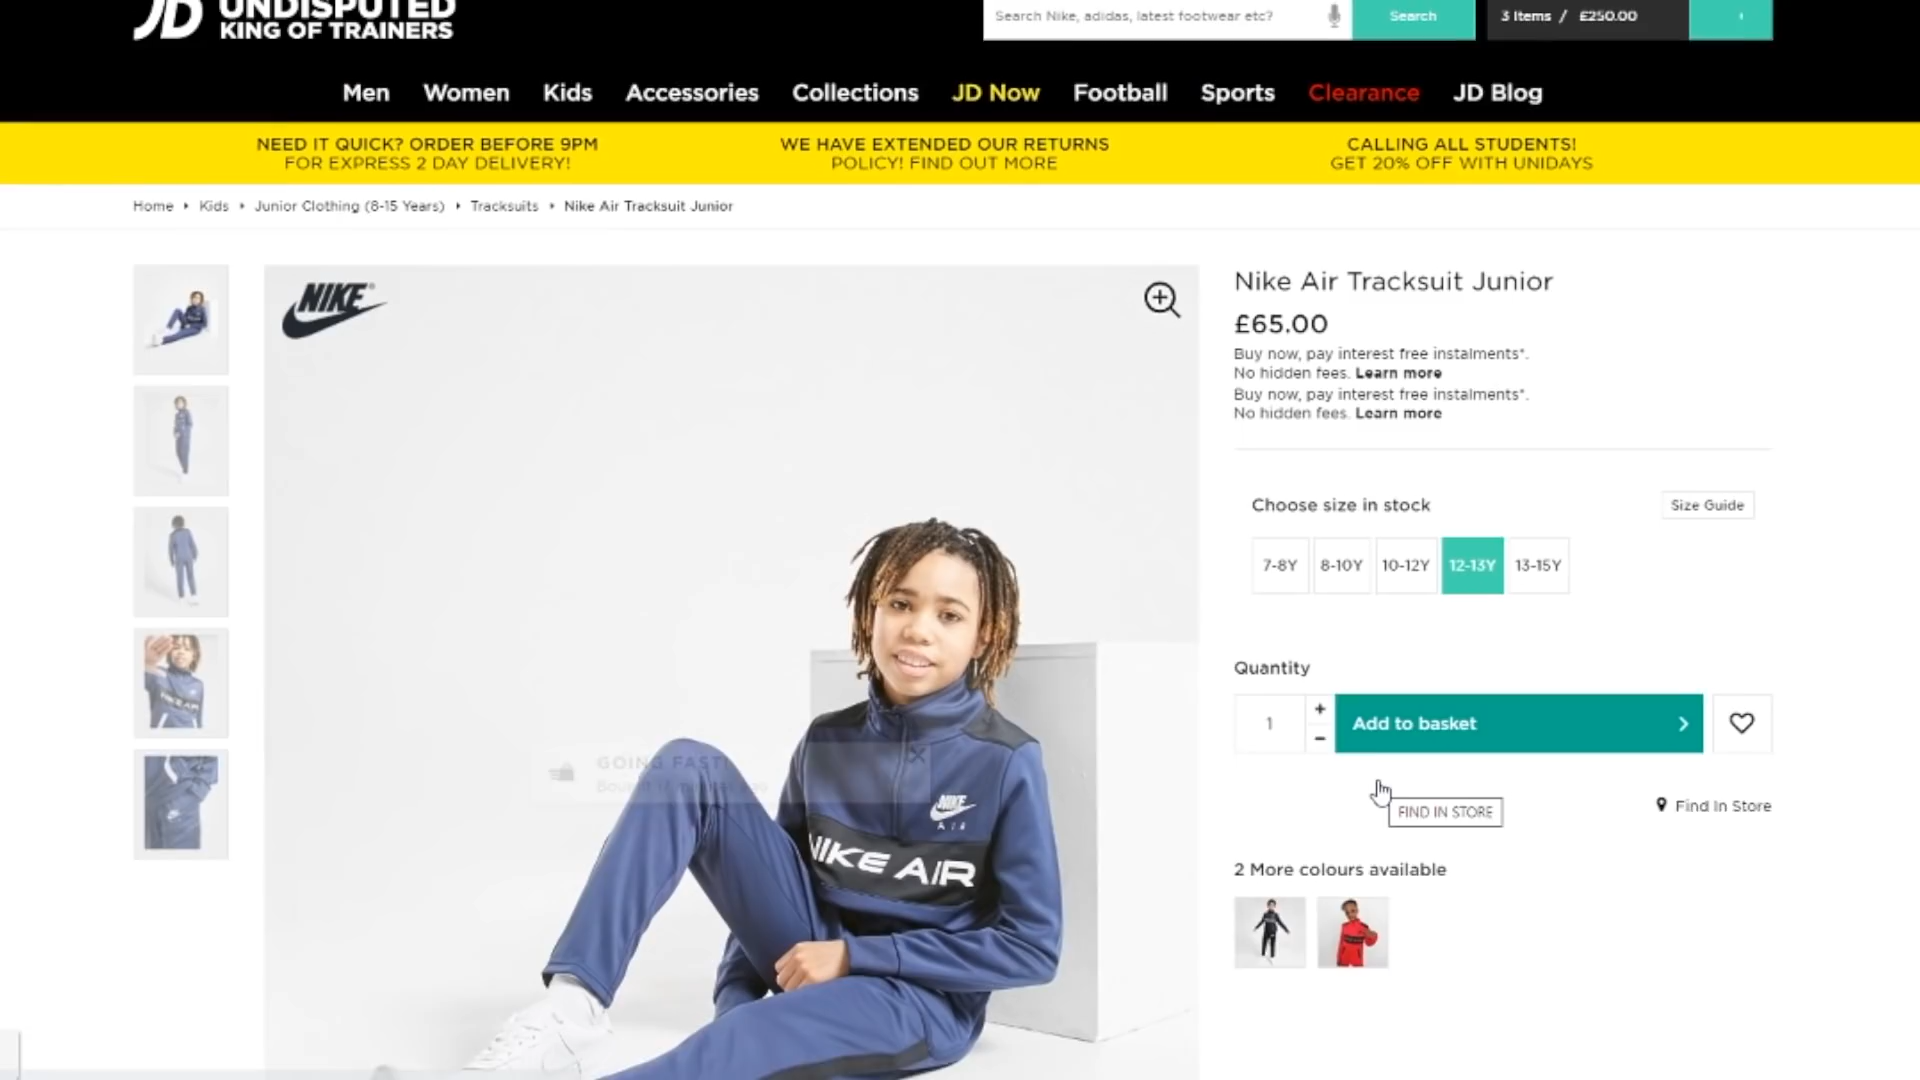 JD UNDISPUTED
KING OF TRAINERS
Search Nike, adidas, latest footwear etc?
Search
3 Items / £250.00
Men Women Kids Accessories Collections JD Now Football Sports Clearance JD Blog
NEED IT QUICK? ORDER BEFORE 9PM
FOR EXPRESS 2 DAY DELIVERY!
WE HAVE EXTENDED OUR RETURNS
POLICY! FIND OUT MORE
CALLING ALL STUDENTS!
GET 20% OFF WITH UNIDAYS
Home Kids Junior Clothing (8-15 Years) Tracksuits Nike Air Tracksuit Junior
NIKE®
Nike Air Tracksuit Junior
£65.00
Buy now, pay interest free instalments*.
No hidden fees. Learn more
Buy now, pay interest free instalments*.
No hidden fees. Learn more
Choose size in stock
Size Guide
7-8Y 8-10Y 10-12Y 12-13Y 13-15Y
Quantity
1 + −
Add to basket
FIND IN STORE
Find In Store
2 More colours available
GOING FAST!
NIKE
AIR
NIKE AIR